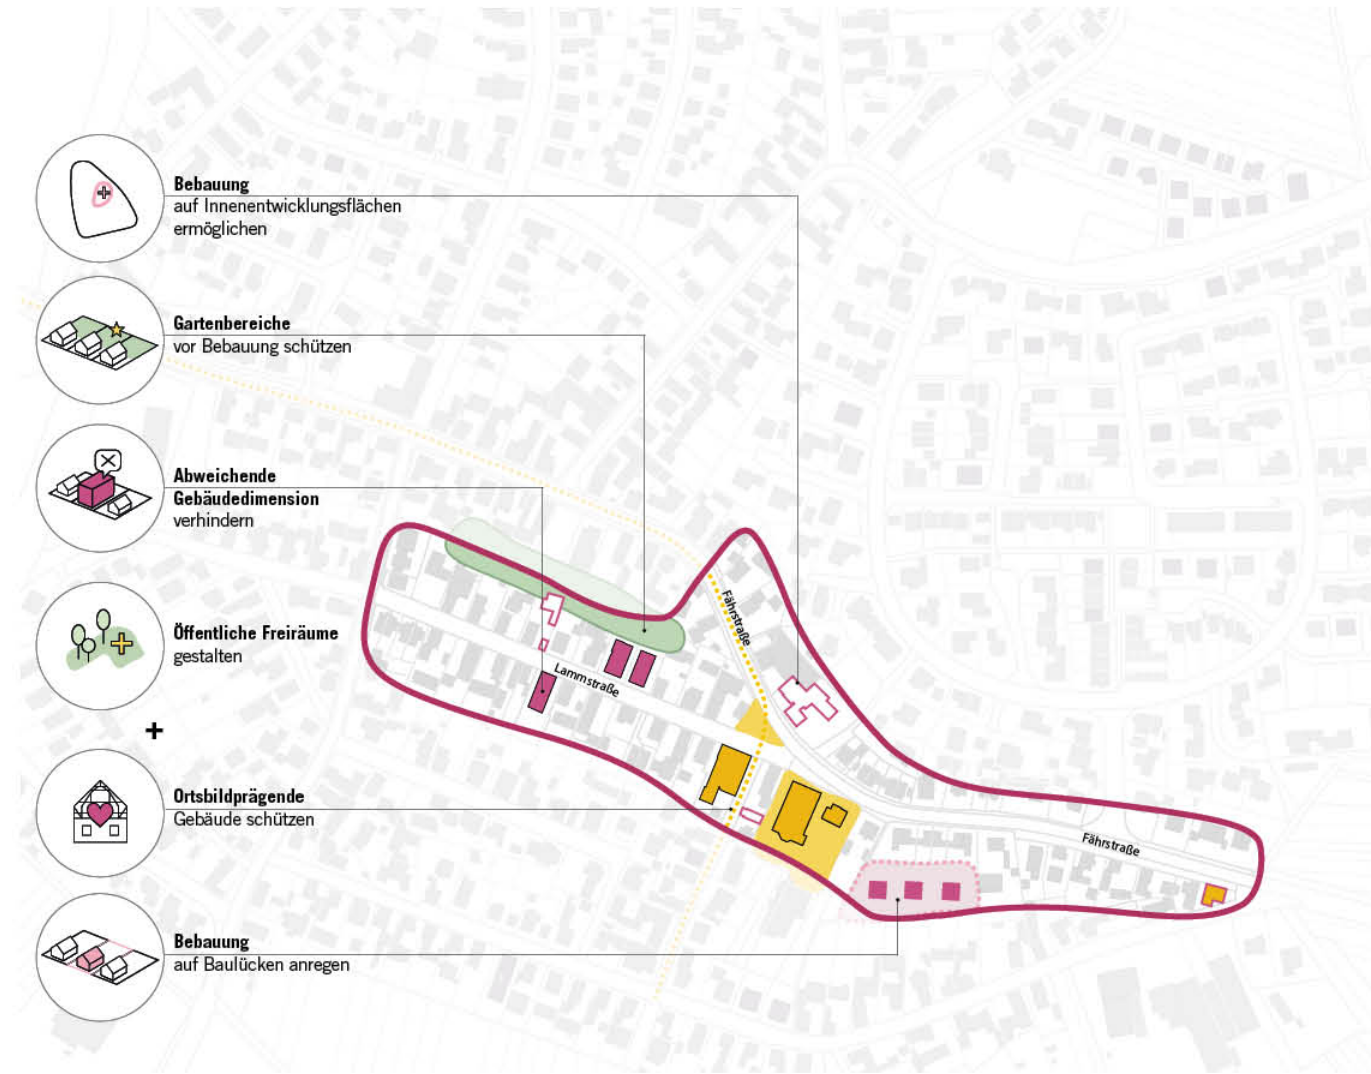 Bebauung
auf Innenentwicklungsflächen
ermöglichen
Gartenbereiche
vor Bebauung schützen
Abweichende
Gebäudedimension
verhindern
Öffentliche Freiräume
gestalten
+
Ortsbildprägende
Gebäude schützen
Bebauung
auf Baulücken anregen
Fährstraße
Lammstraße
Fährstraße